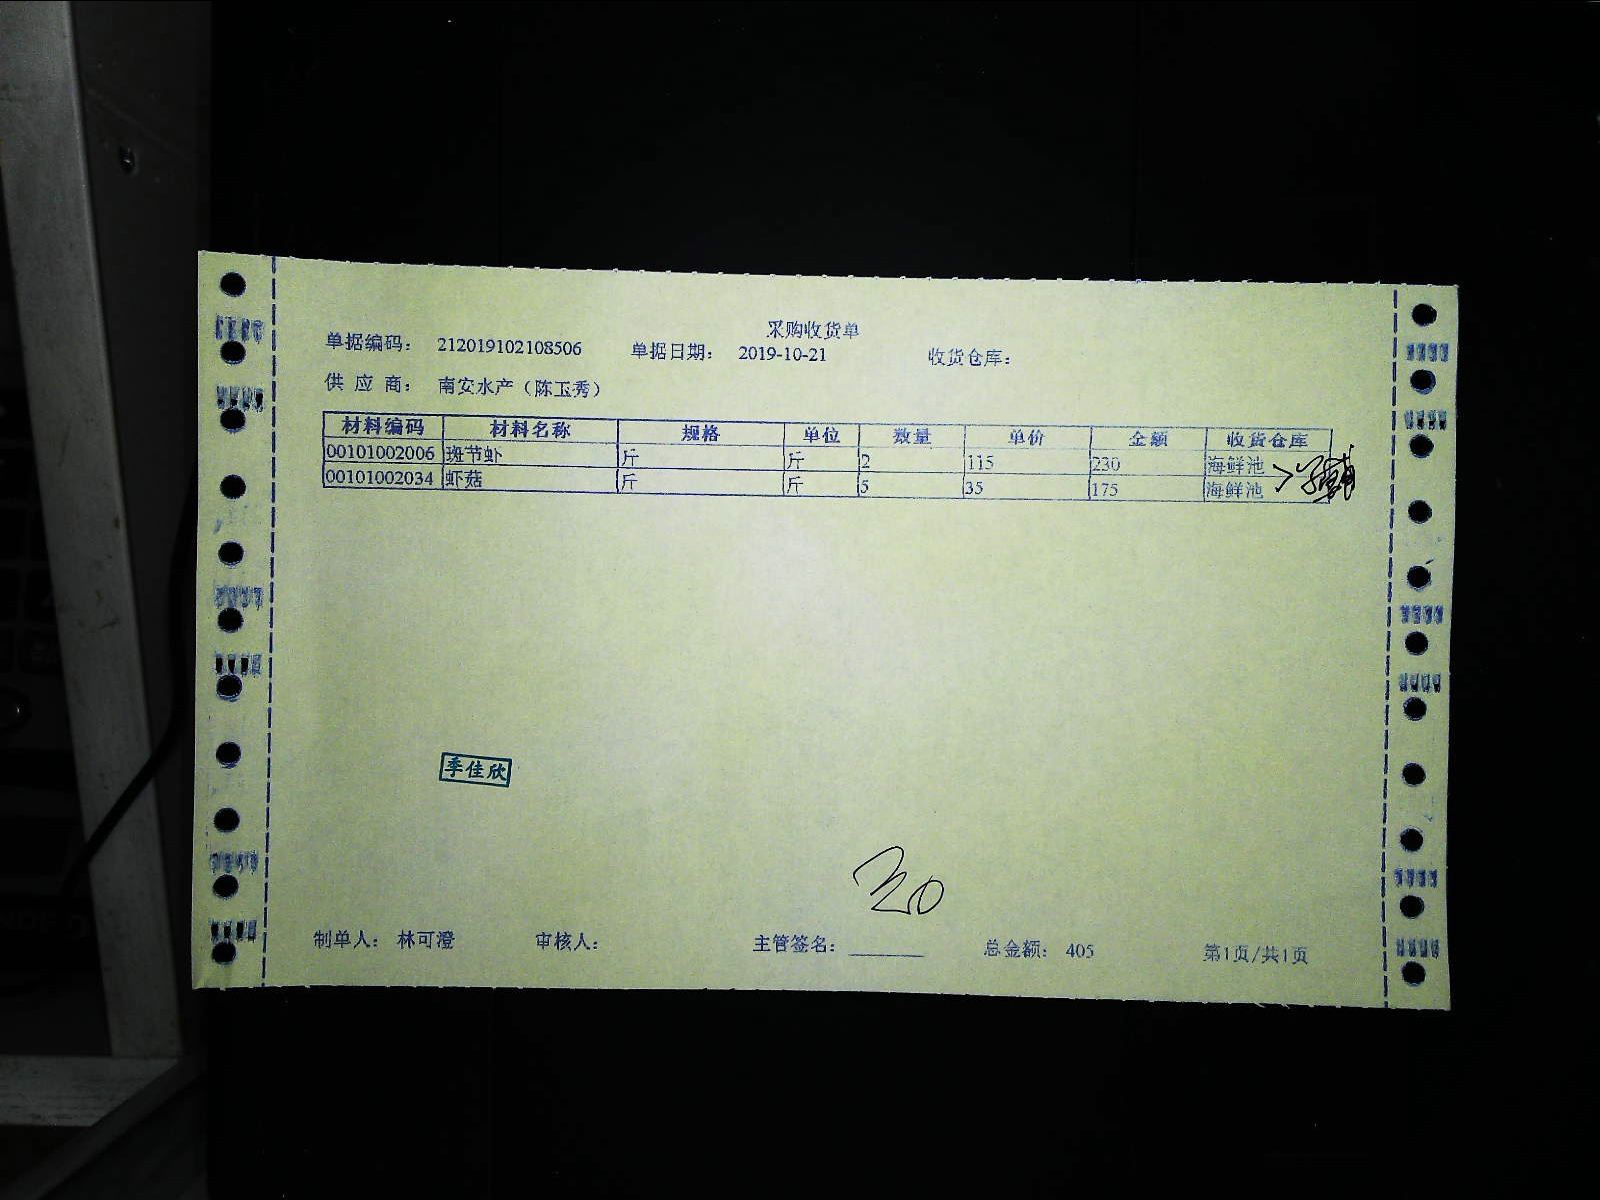 采购收货单
单据编码： 212019102108506 单据日期： 2019-10-21 收货仓库：
供 应 商： 南安水产（陈玉秀）
材料编码 材料名称 规格 单位 数量 单价 金额 收货仓库
00101002006 斑节虾 斤 斤 2 115 230 海鲜池
00101002034 虾菇 斤 斤 5 35 175 海鲜池
季佳欣
制单人： 林可澄 审核人： 主管签名： 总金额： 405 第1页/共1页